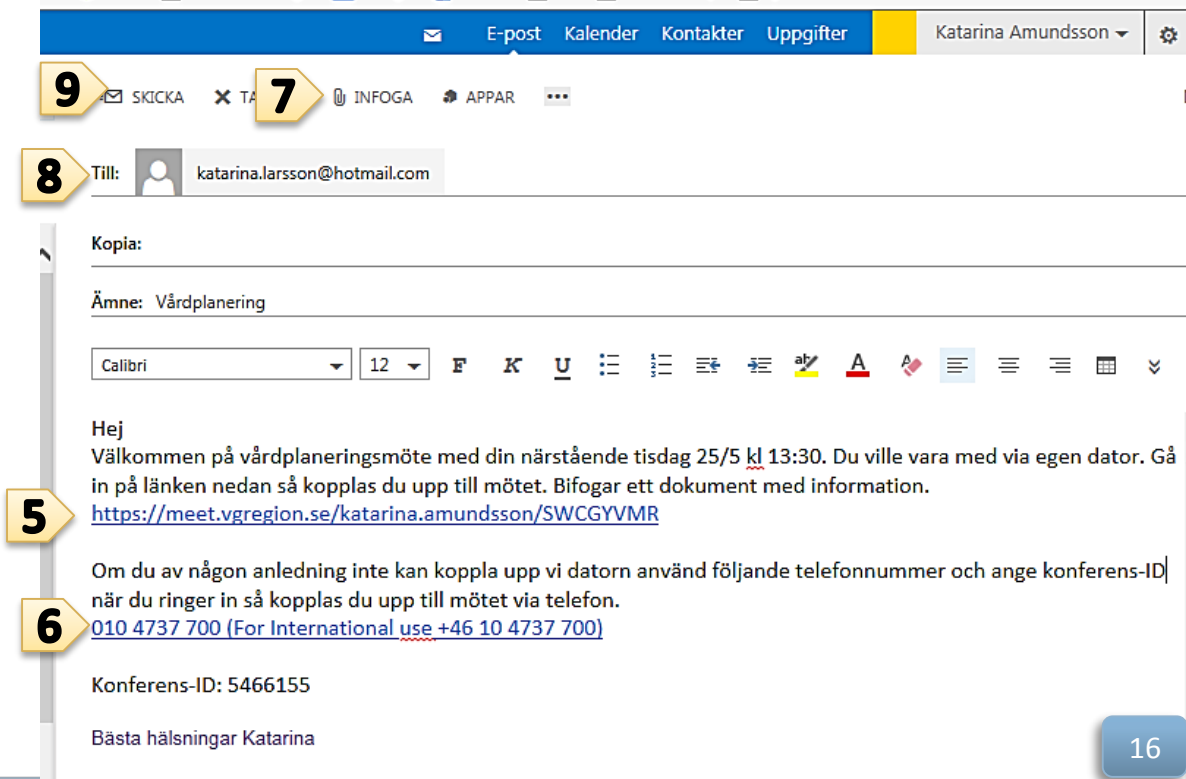 E-post Kalender Kontakter Uppgifter Katarina Amundsson
9 SKICKA TA 7 INFOGA APPAR
8 Till: katarina.larsson@hotmail.com
Kopia:
Ämne: Vårdplanering
Calibri 12 F K U
Hej
Välkommen på vårdplaneringsmöte med din närstående tisdag 25/5 kl 13:30. Du ville vara med via egen dator. Gå
in på länken nedan så kopplas du upp till mötet. Bifogar ett dokument med information.
5 https://meet.vgregion.se/katarina.amundsson/SWCGYVMR
Om du av någon anledning inte kan koppla upp vi datorn använd följande telefonnummer och ange konferens-ID
när du ringer in så kopplas du upp till mötet via telefon.
6 010 4737 700 (For International use +46 10 4737 700)
Konferens-ID: 5466155
Bästa hälsningar Katarina
16